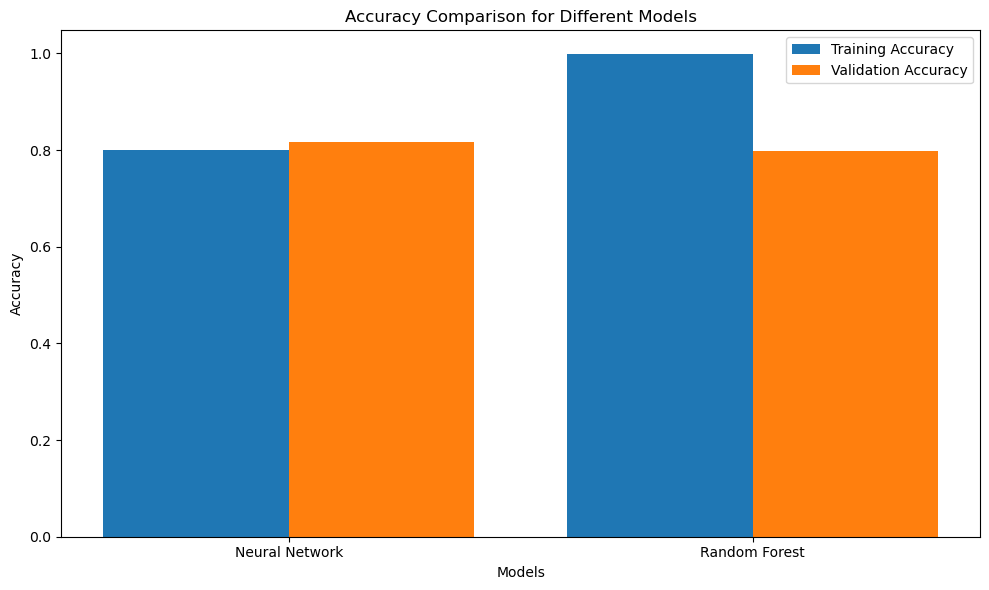 Accuracy Comparison for Different Models
Training Accuracy
Validation Accuracy
Accuracy
1.0
0.8
0.6
0.4
0.2
0.0
Neural Network
Random Forest
Models